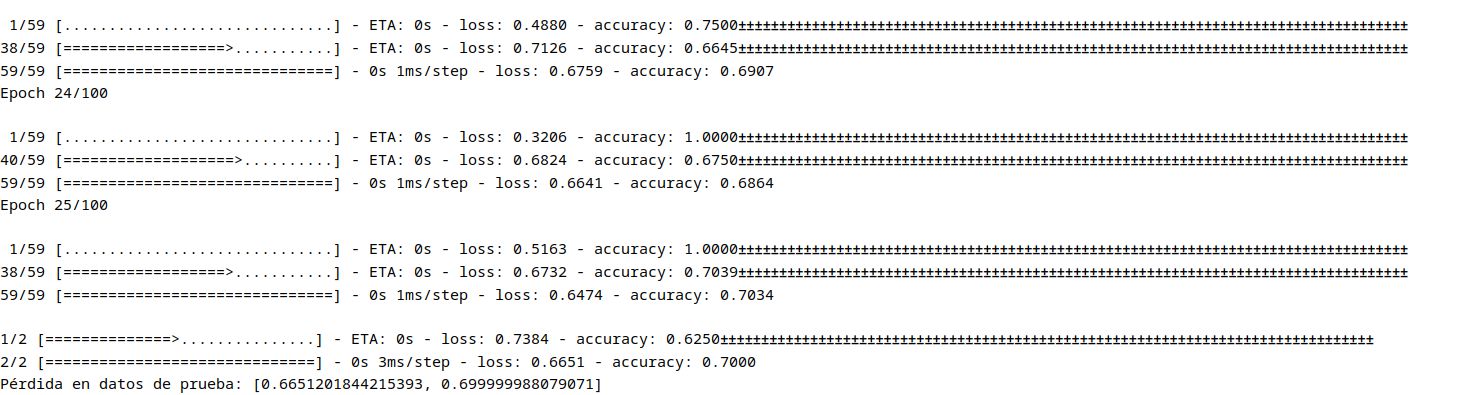 1/59 [..............................] - ETA: 0s - loss: 0.4880 - accuracy: 0.7500±±±±±±±±±±±±±±±±±±±±±±±±±±±±±±±±±±±±±±±±±±±±±±±±±±±±±±±±±±±±±±±±±±±±±±±±±±±±±±±±±±
38/59 [==================>...........] - ETA: 0s - loss: 0.7126 - accuracy: 0.6645±±±±±±±±±±±±±±±±±±±±±±±±±±±±±±±±±±±±±±±±±±±±±±±±±±±±±±±±±±±±±±±±±±±±±±±±±±±±±±±±±±
59/59 [==============================] - 0s 1ms/step - loss: 0.6759 - accuracy: 0.6907
Epoch 24/100
 1/59 [..............................] - ETA: 0s - loss: 0.3206 - accuracy: 1.0000±±±±±±±±±±±±±±±±±±±±±±±±±±±±±±±±±±±±±±±±±±±±±±±±±±±±±±±±±±±±±±±±±±±±±±±±±±±±±±±±±±
40/59 [===================>..........] - ETA: 0s - loss: 0.6824 - accuracy: 0.6750±±±±±±±±±±±±±±±±±±±±±±±±±±±±±±±±±±±±±±±±±±±±±±±±±±±±±±±±±±±±±±±±±±±±±±±±±±±±±±±±±±
59/59 [==============================] - 0s 1ms/step - loss: 0.6641 - accuracy: 0.6864
Epoch 25/100
 1/59 [..............................] - ETA: 0s - loss: 0.5163 - accuracy: 1.0000±±±±±±±±±±±±±±±±±±±±±±±±±±±±±±±±±±±±±±±±±±±±±±±±±±±±±±±±±±±±±±±±±±±±±±±±±±±±±±±±±±
38/59 [==================>...........] - ETA: 0s - loss: 0.6732 - accuracy: 0.7039±±±±±±±±±±±±±±±±±±±±±±±±±±±±±±±±±±±±±±±±±±±±±±±±±±±±±±±±±±±±±±±±±±±±±±±±±±±±±±±±±±
59/59 [==============================] - 0s 1ms/step - loss: 0.6474 - accuracy: 0.7034
1/2 [==============>...............] - ETA: 0s - loss: 0.7384 - accuracy: 0.6250±±±±±±±±±±±±±±±±±±±±±±±±±±±±±±±±±±±±±±±±±±±±±±±±±±±±±±±±±±±±±±±±±±±±±±±±±±±±±±±±
2/2 [==============================] - 0s 3ms/step - loss: 0.6651 - accuracy: 0.7000
Pérdida en datos de prueba: [0.6651201844215393, 0.699999988079071]